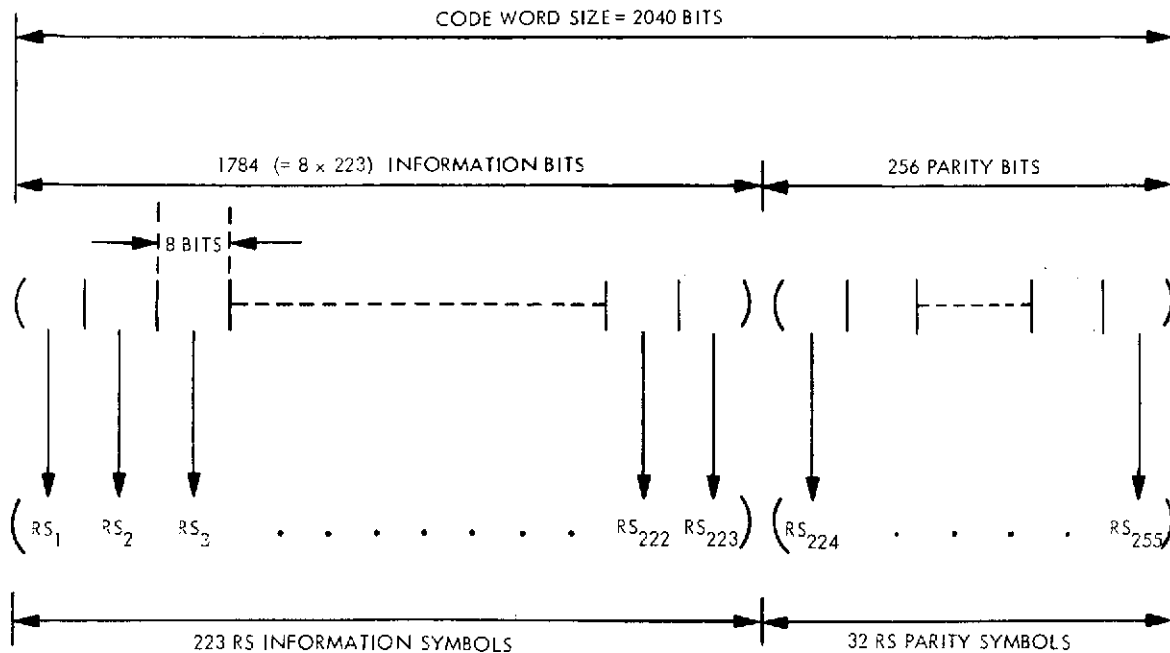 CODE WORD SIZE = 2040 BITS
1784 (= 8 × 223) INFORMATION BITS
256 PARITY BITS
8 BITS
RS1 RS2 RS3 . . . . . . . RS222 RS223 RS224 . . . . RS255
223 RS INFORMATION SYMBOLS
32 RS PARITY SYMBOLS